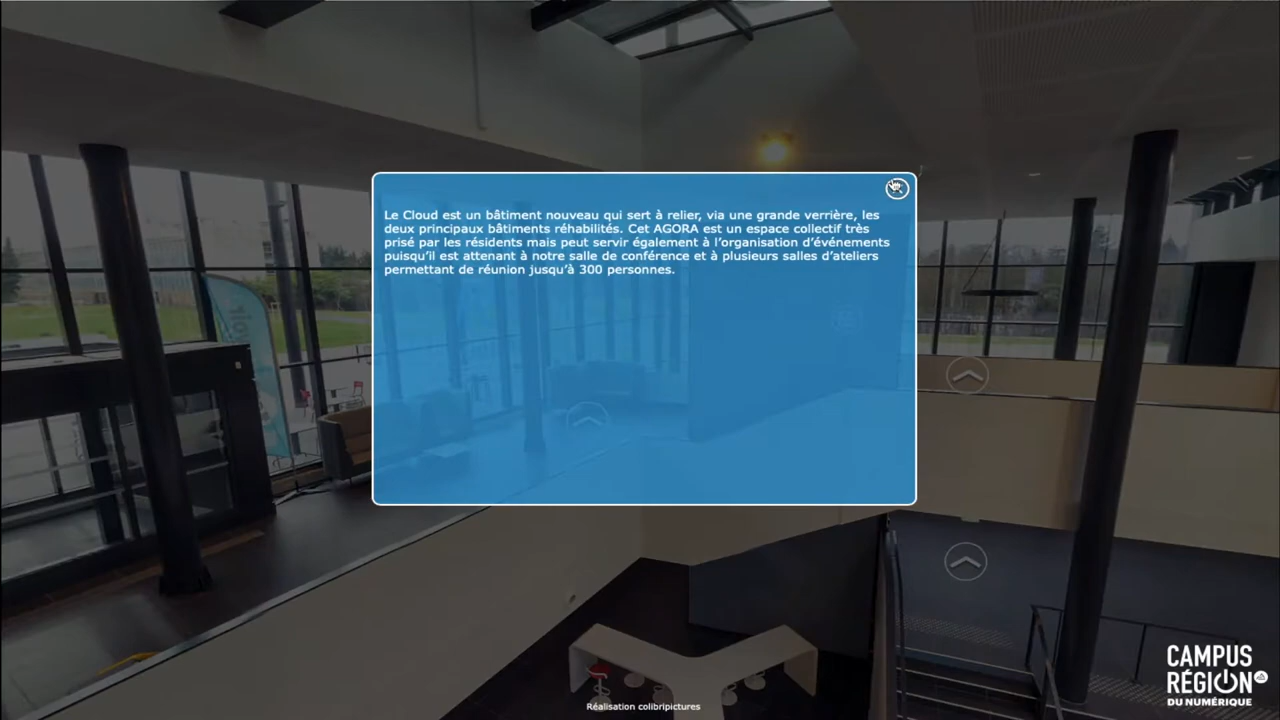 Le Cloud est un bâtiment nouveau qui sert à relier, via une grande verrière, les
deux principaux bâtiments réhabilités. Cet AGORA est un espace collectif très
prisé par les résidents mais peut servir également à l’organisation d’événements
puisqu’il est attenant à notre salle de conférence et à plusieurs salles d’ateliers
permettant de réunion jusqu’à 300 personnes.
CAMPUS
RÉGION
DU NUMÉRIQUE
Réalisation colibripictures